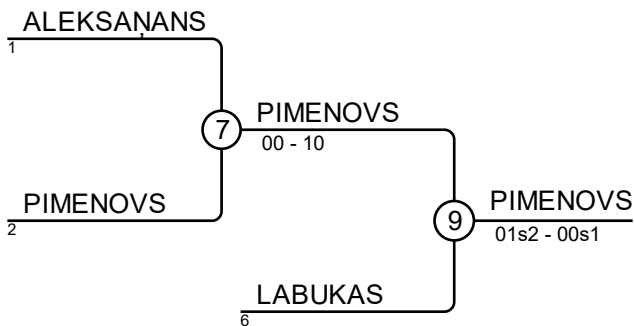 ALEKSAŅANS
1
7
PIMENOVS
00 - 10
PIMENOVS
2
9
PIMENOVS
01s2 - 00s1
LABUKAS
6